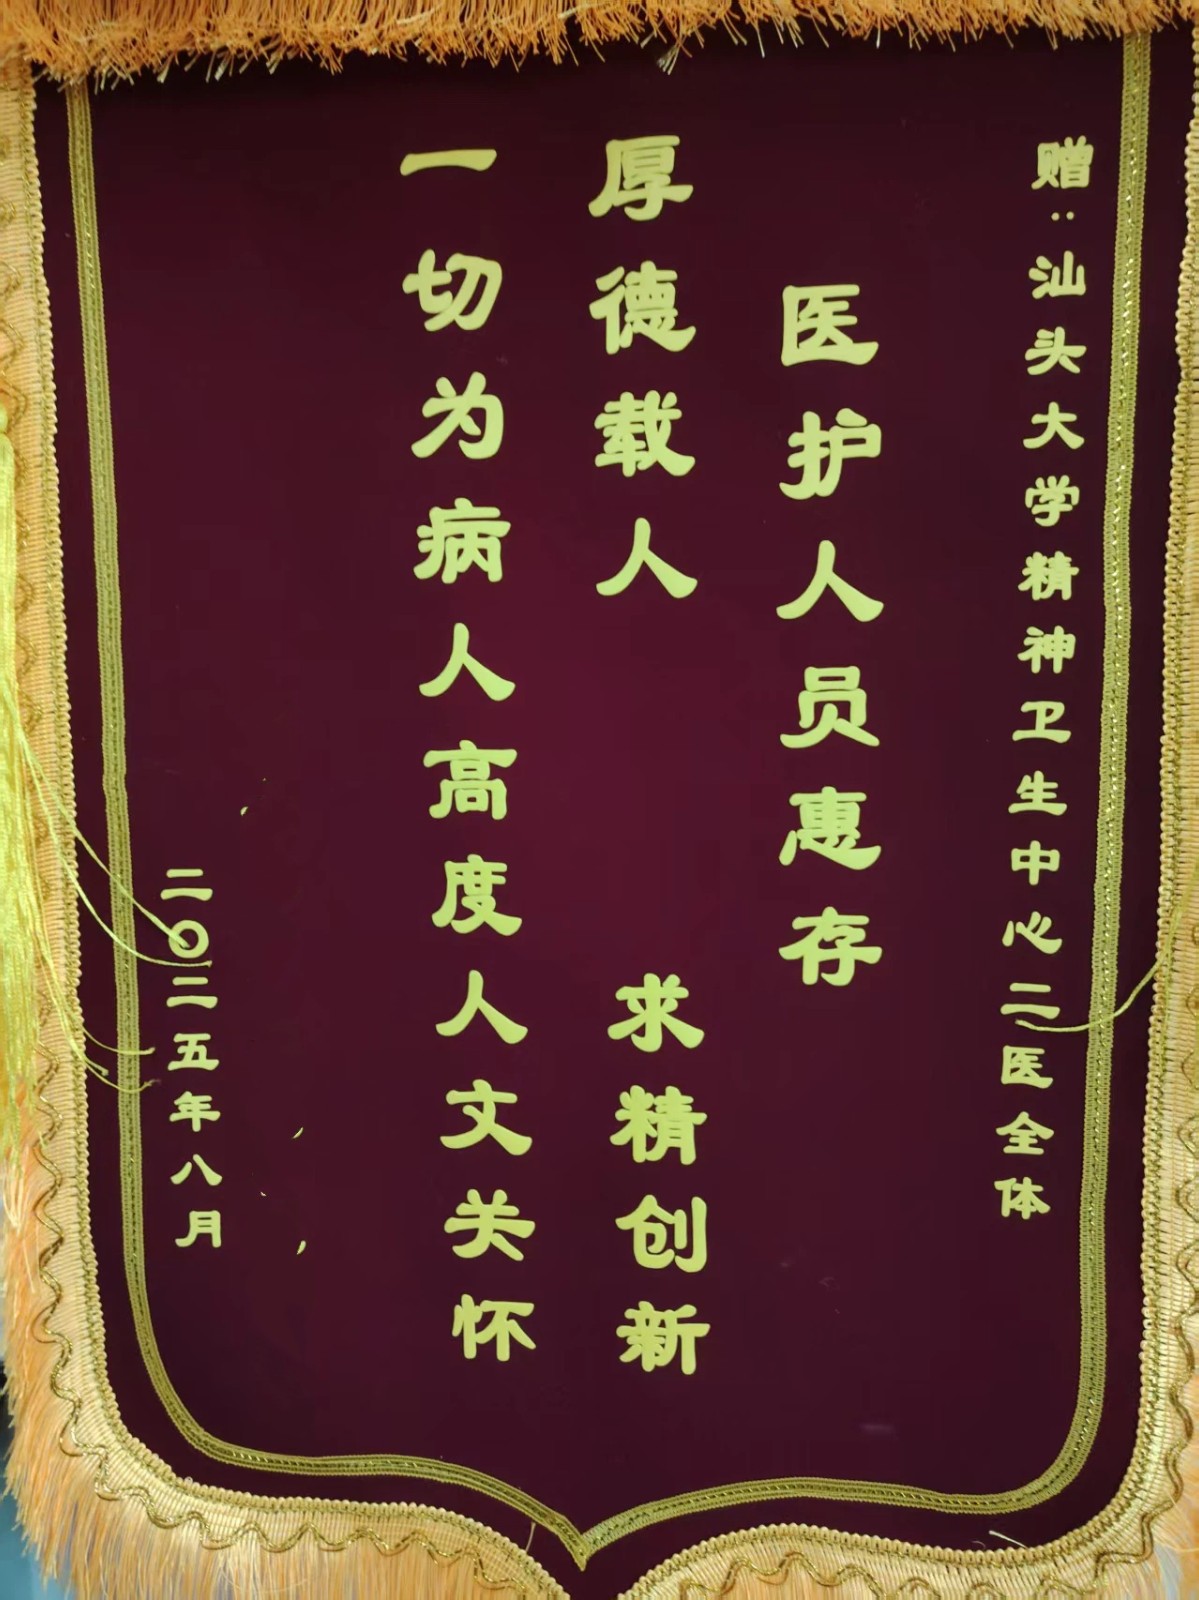 赠：汕头大学精神卫生中心二医全体
医护人员惠存
厚德载人 求精创新
一切为病人高度人文关怀
二〇二五年八月